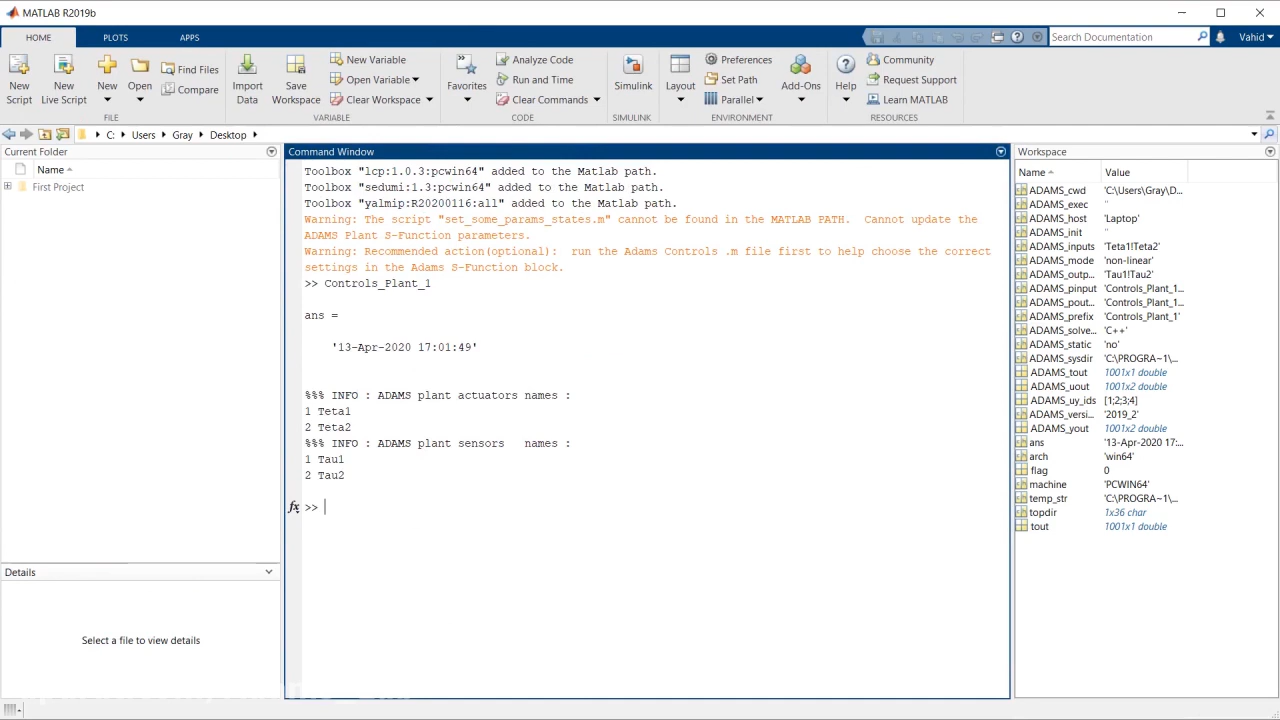 MATLAB R2019b
HOME
PLOTS
APPS
Search Documentation
Vahid
New Script
New Live Script
New
Open
Find Files
Compare
Import Data
Save Workspace
New Variable
Open Variable
Clear Workspace
Favorites
Analyze Code
Run and Time
Clear Commands
Simulink
Layout
Preferences
Set Path
Parallel
Add-Ons
Help
Community
Request Support
Learn MATLAB
FILE
VARIABLE
CODE
SIMULINK
ENVIRONMENT
RESOURCES
C: Users Gray Desktop
Current Folder
Name
First Project
Details
Select a file to view details
Command Window
Toolbox "lcp:1.0.3:pcwin64" added to the Matlab path.
Toolbox "sedumi:1.3:pcwin64" added to the Matlab path.
Toolbox "yalmip:R20200116:all" added to the Matlab path.
Warning: The script "set_some_params_states.m" cannot be found in the MATLAB PATH.  Cannot update the
ADAMS Plant S-Function parameters.
Warning: Recommended action(optional):  run the Adams Controls .m file first to help choose the correct
settings in the Adams S-Function block.
>> Controls_Plant_1
ans =
'13-Apr-2020 17:01:49'
%%% INFO : ADAMS plant actuators names :
1 Teta1
2 Teta2
%%% INFO : ADAMS plant sensors   names :
1 Tau1
2 Tau2
fx >>
Workspace
Name Value
ADAMS_cwd 'C:\Users\Gray\D...
ADAMS_exec ''
ADAMS_host 'Laptop'
ADAMS_init ''
ADAMS_inputs 'Teta1!Teta2'
ADAMS_mode 'non-linear'
ADAMS_outp... 'Tau1!Tau2'
ADAMS_pinput 'Controls_Plant_1...
ADAMS_pout... 'Controls_Plant_1...
ADAMS_prefix 'Controls_Plant_1'
ADAMS_solve... 'C++'
ADAMS_static 'no'
ADAMS_sysdir 'C:\PROGRA~1\...
ADAMS_tout 1001x1 double
ADAMS_uout 1001x2 double
ADAMS_uy_ids [1;2;3;4]
ADAMS_versi... '2019_2'
ADAMS_yout 1001x2 double
ans '13-Apr-2020 17:...
arch 'win64'
flag 0
machine 'PCWIN64'
temp_str 'C:\PROGRA~1\...
topdir 1x36 char
tout 1001x1 double